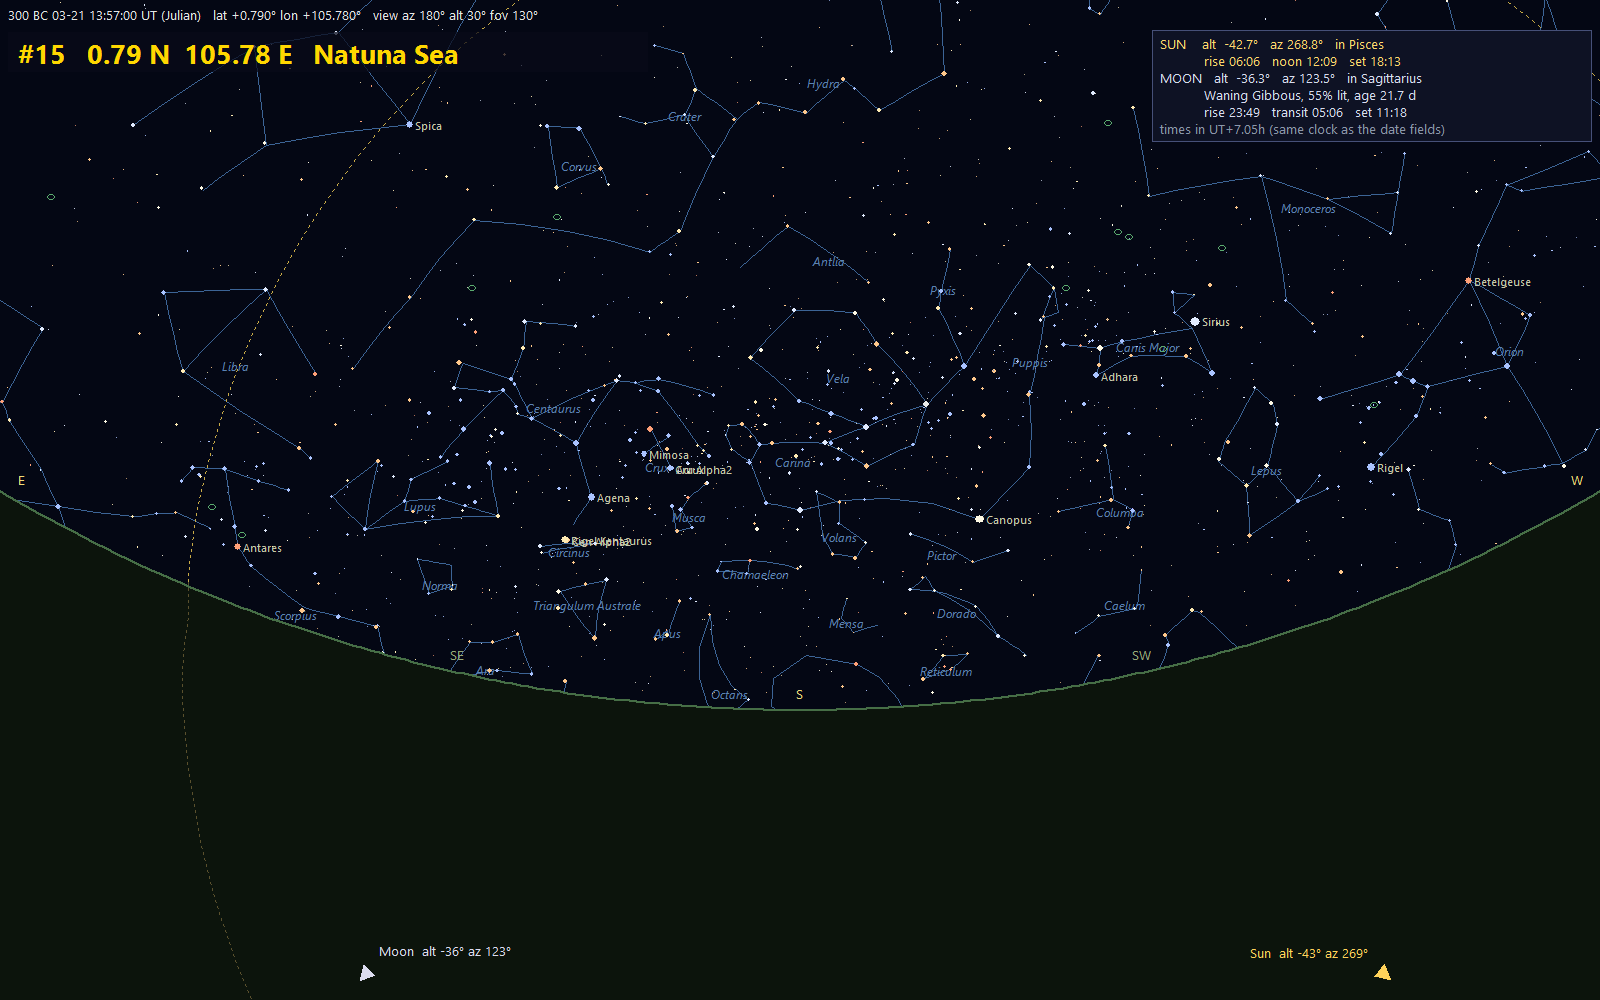 300 BC 03-21 13:57:00 UT (Julian)   lat +0.790° lon +105.780°   view az 180° alt 30° fov 130°
#15   0.79 N  105.78 E   Natuna Sea
SUN   alt  -42.7°   az 268.8°   in Pisces
rise 06:06   noon 12:09   set 18:13
MOON   alt  -36.3°   az 123.5°   in Sagittarius
Waning Gibbous, 55% lit, age 21.7 d
rise 23:49   transit 05:06   set 11:18
times in UT+7.05h (same clock as the date fields)
Hydra
Crater
Spica
Corvus
Monoceros
Antlia
Betelgeuse
Pyxis
Sirius
Canis Major
Orion
Puppis
Libra
Vela
Adhara
Centaurus
Mimosa
Carina
Rigel
Lepus
E
W
Agena
Lupus
Columba
Musca
Canopus
Volans
Antares
Circinus
Pictor
Chamaeleon
Norma
Triangulum Australe
Caelum
Scorpius
Dorado
Mensa
Apus
SE
SW
Ara
Reticulum
Octans
S
Moon  alt -36° az 123°
Sun  alt -43° az 269°